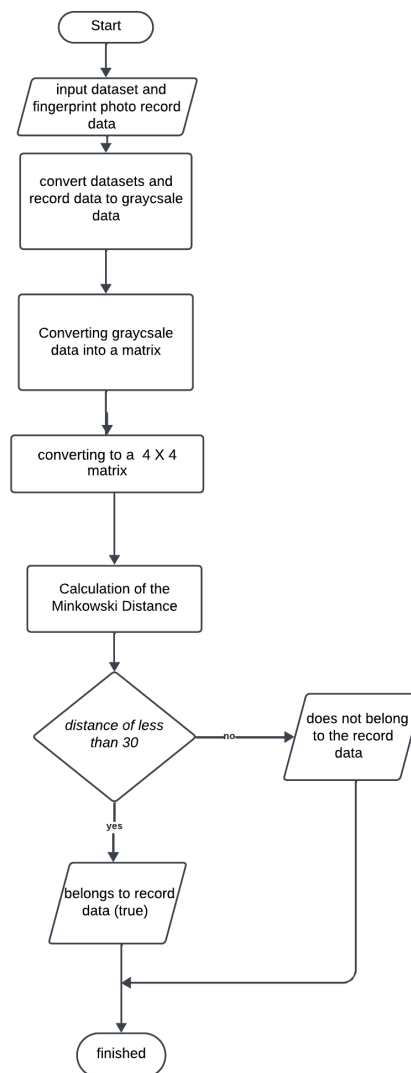 Start
input dataset and
fingerprint photo record
data
convert datasets and
record data to graycsale
data
Converting graycsale
data into a matrix
converting to a  4 X 4
matrix
Calculation of the
Minkowski Distance
distance of less
than 30
no
does not belong
to the record
data
yes
belongs to record
data (true)
finished